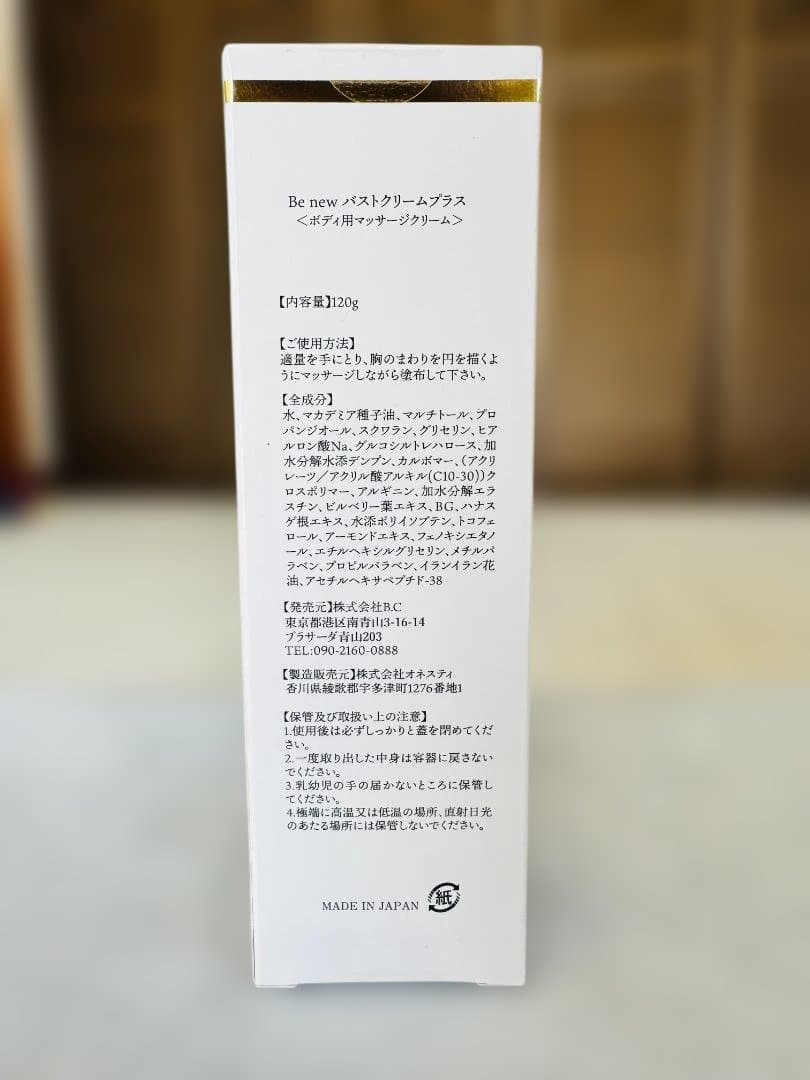 Be new バストクリームプラス
＜ボディ用マッサージクリーム＞
【内容量】120g
【ご使用方法】
適量を手にとり、胸のまわりを円を描くよ
うにマッサージしながら塗布して下さい。
【全成分】
水、マカデミア種子油、マルチトール、プロ
パンジオール、スクワラン、グリセリン、ヒア
ルロン酸Na、グルコシルトレハロース、加
水分解水添デンプン、カルボマー、（アクリ
レーツ／アクリル酸アルキル(C10-30)）ク
ロスポリマー、アルギニン、加水分解エラ
スチン、ビルベリー葉エキス、BG、ハナス
ゲ根エキス、水添ポリイソブテン、トコフェ
ロール、アーモンドエキス、フェノキシエタノ
ール、エチルヘキシルグリセリン、メチルパ
ラベン、プロピルパラベン、イランイラン花
油、アセチルヘキサペプチド-38
【発売元】株式会社B.C
東京都港区南青山3-16-14
プラサーダ青山203
TEL:090-2160-0888
【製造販売元】株式会社オネスティ
香川県綾歌郡宇多津町1276番地1
【保管及び取扱い上の注意】
1.使用後は必ずしっかりと蓋を閉めてくだ
さい。
2.一度取り出した中身は容器に戻さない
でください。
3.乳幼児の手の届かないところに保管し
てください。
4.極端に高温又は低温の場所、直射日光
のあたる場所には保管しないでください。
MADE IN JAPAN 紙